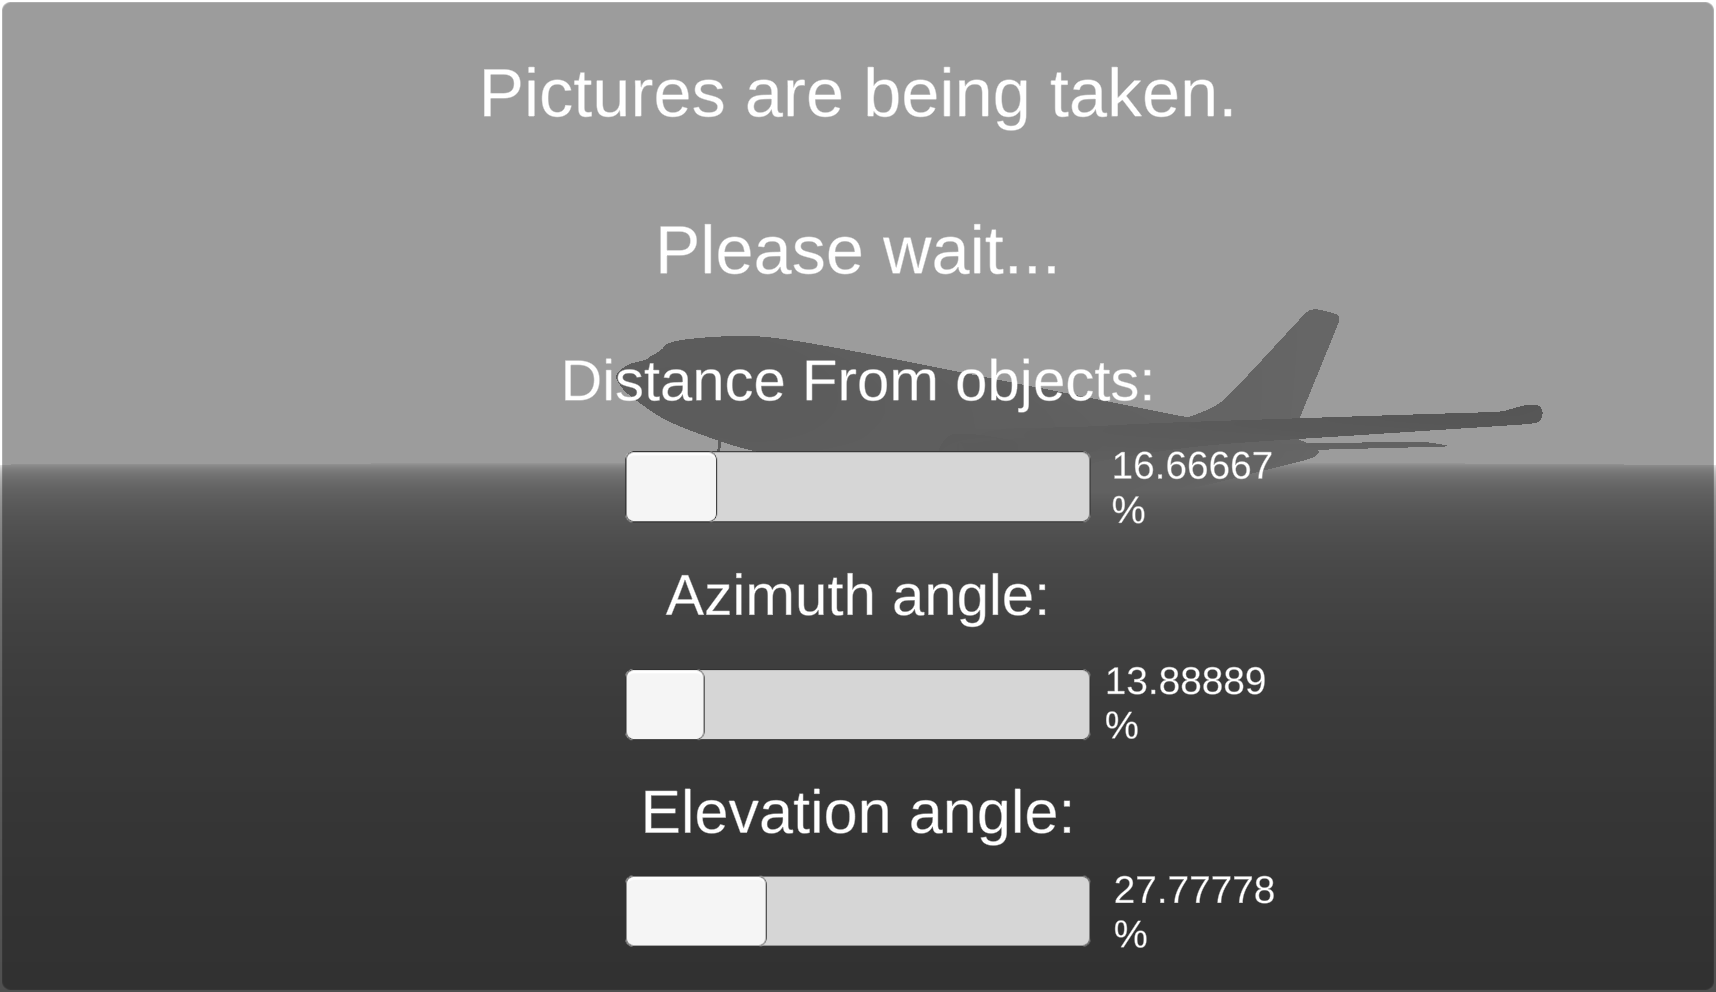 Pictures are being taken.
Please wait...
Distance From objects:
16.66667
%
Azimuth angle:
13.88889
%
Elevation angle:
27.77778
%